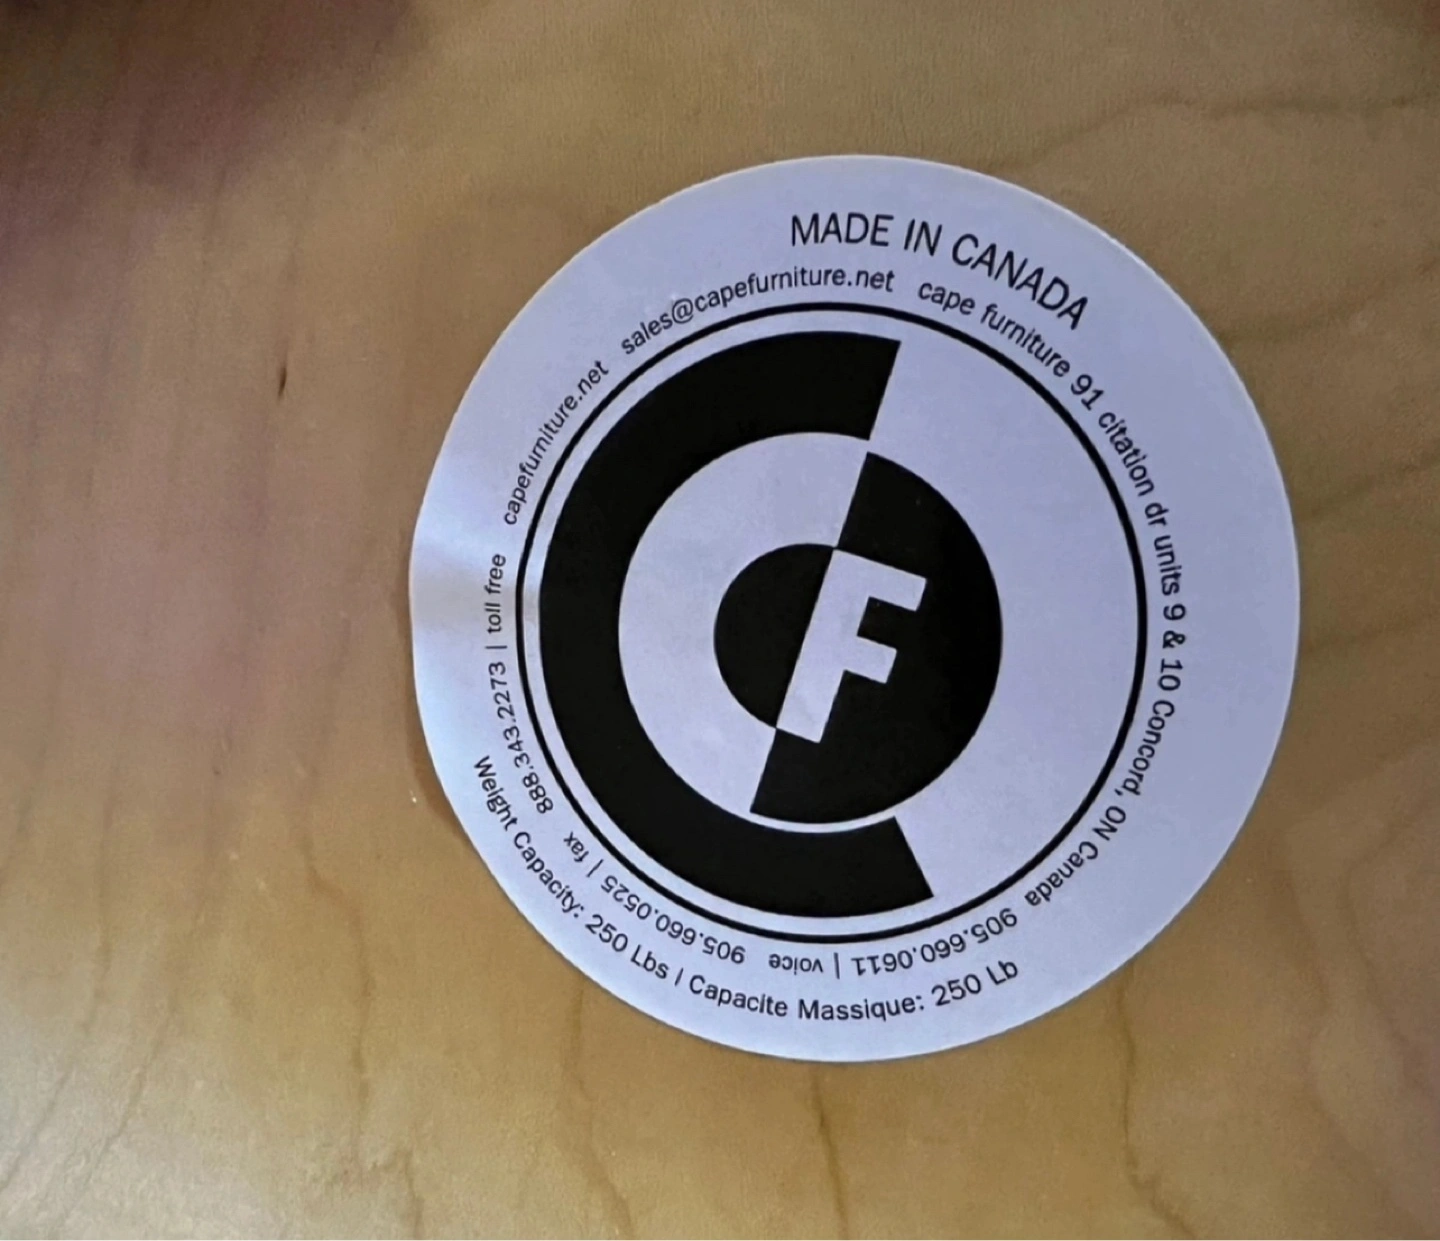 MADE IN CANADA
cape furniture 91 citation dr units 9 & 10 Concord, ON Canada 905.660.0611 | voice 905.660.0525 | fax 888.343.2273 | toll free capefurniture.net sales@capefurniture.net
CF
Weight Capacity: 250 Lbs / Capacite Massique: 250 Lb